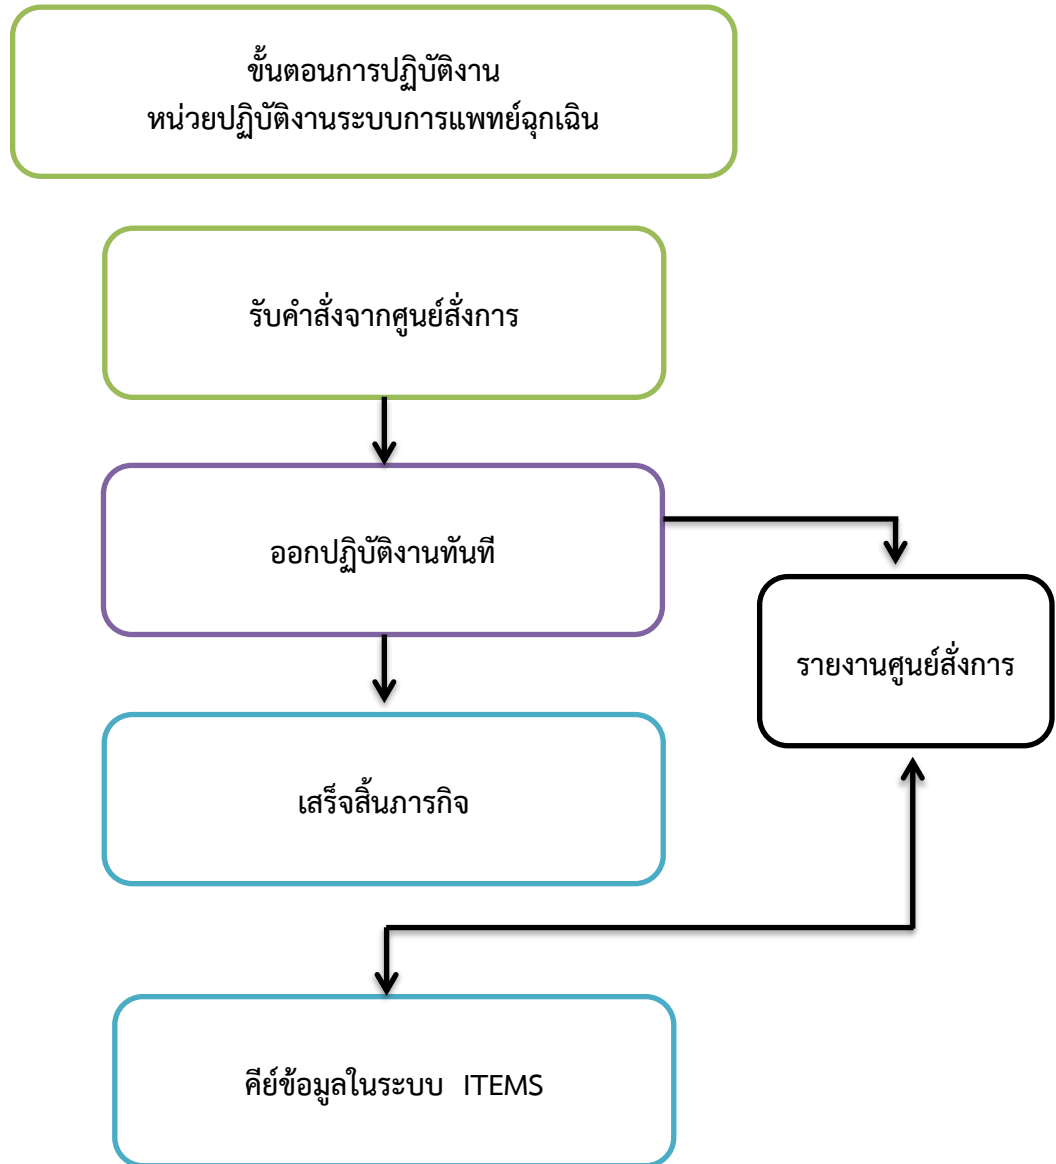 ขั้นตอนการปฏิบัติงาน
หน่วยปฏิบัติงานระบบการแพทย์ฉุกเฉิน
รับคำสั่งจากศูนย์สั่งการ
ออกปฏิบัติงานทันที
รายงานศูนย์สั่งการ
เสร็จสิ้นภารกิจ
คีย์ข้อมูลในระบบ ITEMS